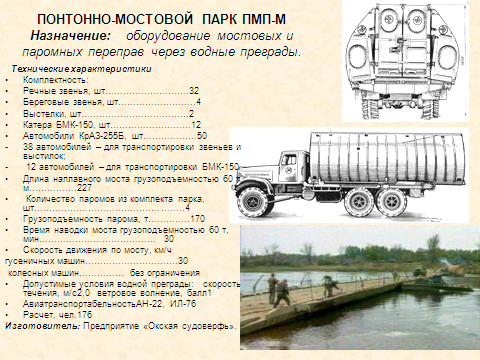 ПОНТОННО-МОСТОВОЙ ПАРК ПМП-М
Назначение: оборудование мостовых и
паромных переправ через водные преграды.
Технические характеристики
• Комплектность:
• Речные звенья, шт............................32
• Береговые звенья, шт.......................... 4
• Выстелки, шт....................................2
• Катера БМК-150, шт...........................12
• Автомобили КрАЗ-255Б, шт..................50
- 38 автомобилей – для транспортировки звеньев и
выстилок;
- 12 автомобилей – для транспортировки БМК-150
• Длина наплавного моста грузоподъемностью 60 т,
м................227
• Количество паромов из комплекта парка,
шт..................................................4
• Грузоподъемность парома, т............170
• Время наводки моста грузоподъемностью 60 т,
мин....................................... 30
• Скорость движения по мосту, км/ч
гусеничных машин...............................30
колесных машин............... без ограничения
• Допустимые условия водной преграды: скорость
течения, м/с2,0 ветровое волнение, балл1
• АвиатранспортабельностьАН-22, ИЛ-76
• Расчет, чел.176
Изготовитель: Предприятие «Окская судоверфь».